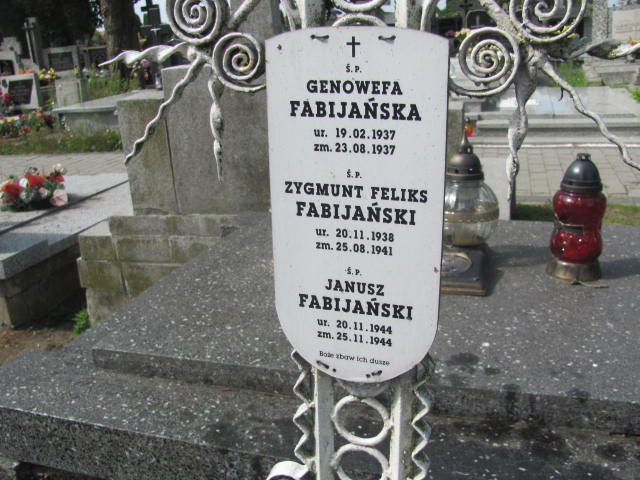 Ś.P.
GENOWEFA
FABIJAŃSKA
ur. 19.02.1937
zm. 23.08.1937
Ś.P.
ZYGMUNT FELIKS
FABIJAŃSKI
ur. 20.11.1938
zm. 25.08.1941
Ś.P.
JANUSZ
FABIJAŃSKI
ur. 20.11.1944
zm. 25.11.1944
Boże zbaw ich dusze